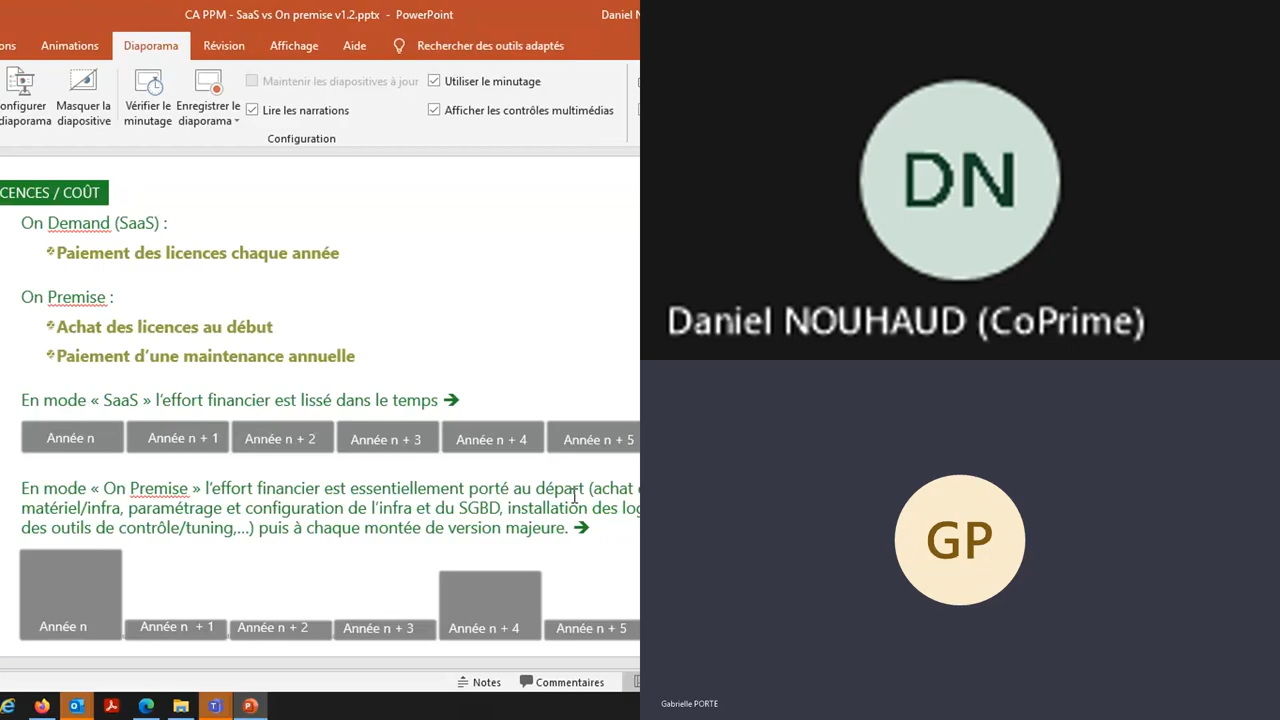 CA PPM - SaaS vs On premise v1.2.pptx - PowerPoint
Daniel N
ons Animations Diaporama Révision Affichage Aide Rechercher des outils adaptés
onfigurer diaporama
Masquer la diapositive
Vérifier le minutage
Enregistrer le diaporama
Maintenir les diapositives à jour
Utiliser le minutage
Lire les narrations
Afficher les contrôles multimédias
Configuration
CENCES / COÛT
On Demand (SaaS) :
Paiement des licences chaque année
On Premise :
Achat des licences au début
Paiement d'une maintenance annuelle
En mode « SaaS » l'effort financier est lissé dans le temps ➔
Année n Année n + 1 Année n + 2 Année n + 3 Année n + 4 Année n + 5
En mode « On Premise » l'effort financier est essentiellement porté au départ (achat
matériel/infra, paramétrage et configuration de l'infra et du SGBD, installation des log
des outils de contrôle/tuning,...) puis à chaque montée de version majeure. ➔
Année n Année n + 1 Année n + 2 Année n + 3 Année n + 4 Année n + 5
Notes Commentaires
DN
Daniel NOUHAUD (CoPrime)
GP
Gabrielle PORTE